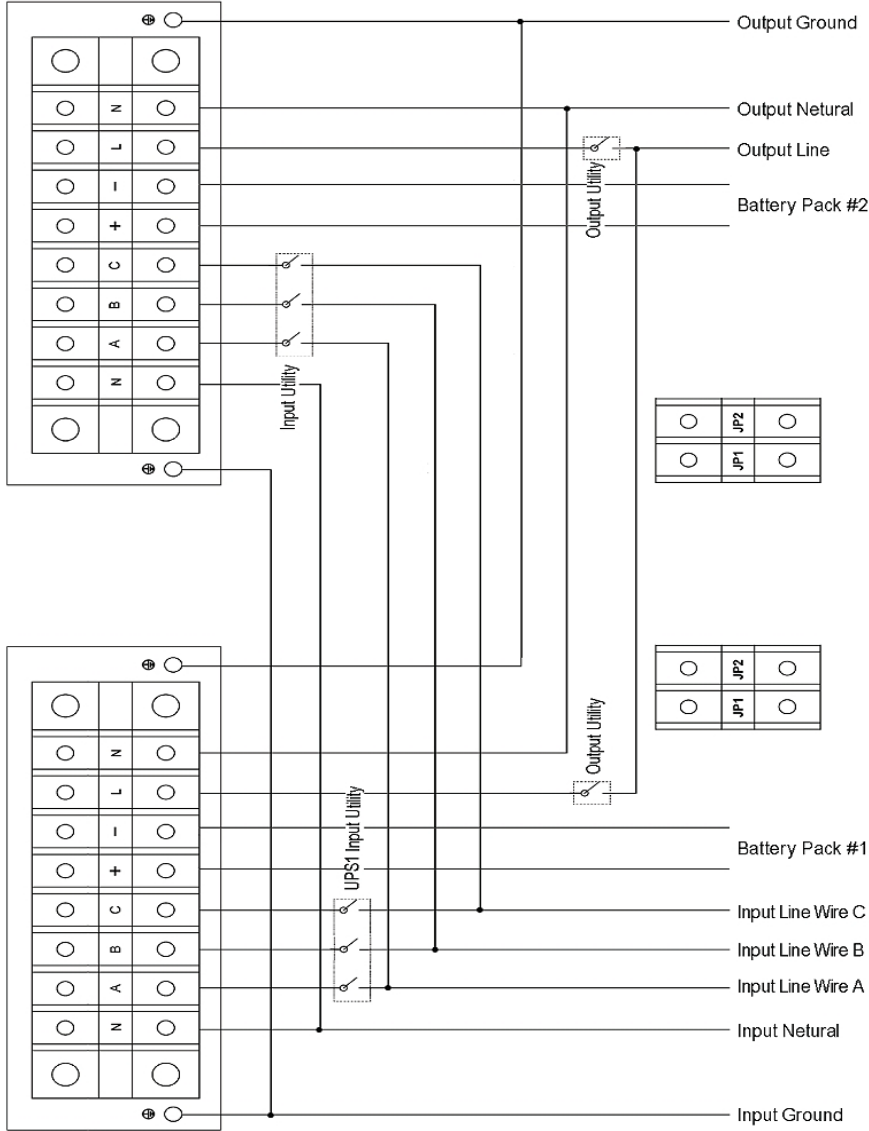 Output Ground
N
Output Netural
L
Output Line
Output Utility
-
+
Battery Pack #2
C
B
A
N
Input Utility
JP2
JP1
JP2
JP1
N
L
Output Utility
-
+
Battery Pack #1
UPS1 Input Utility
C
Input Line Wire C
B
Input Line Wire B
A
Input Line Wire A
N
Input Netural
Input Ground